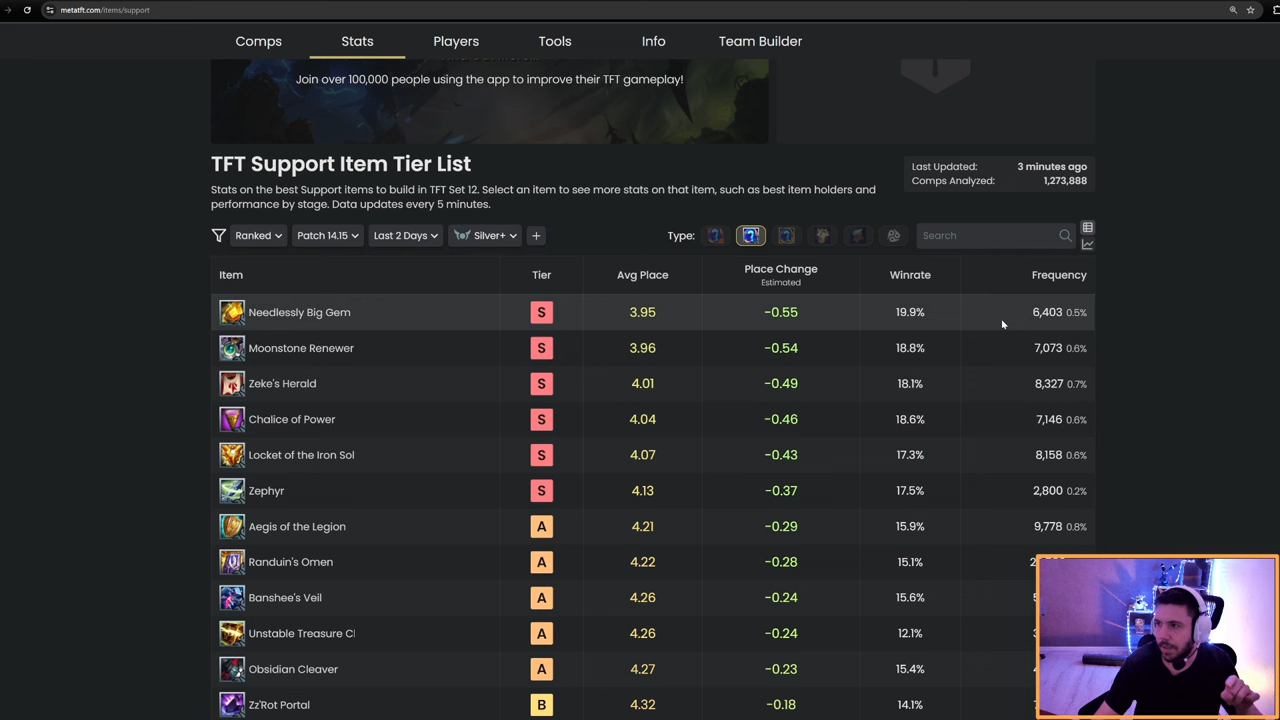 metatft.com/items/support
Comps Stats Players Tools Info Team Builder
Join over 100,000 people using the app to improve their TFT gameplay!
TFT Support Item Tier List
Last Updated: 3 minutes ago
Comps Analyzed: 1,273,888
Stats on the best Support items to build in TFT Set 12. Select an item to see more stats on that item, such as best item holders and
performance by stage. Data updates every 5 minutes.
Ranked Patch 14.15 Last 2 Days Silver+ + Type: Search
Item Tier Avg Place Place Change Winrate Frequency
Estimated
Needlessly Big Gem S 3.95 -0.55 19.9% 6,403 0.5%
Moonstone Renewer S 3.96 -0.54 18.8% 7,073 0.6%
Zeke's Herald S 4.01 -0.49 18.1% 8,327 0.7%
Chalice of Power S 4.04 -0.46 18.6% 7,146 0.6%
Locket of the Iron Sol S 4.07 -0.43 17.3% 8,158 0.6%
Zephyr S 4.13 -0.37 17.5% 2,800 0.2%
Aegis of the Legion A 4.21 -0.29 15.9% 9,778 0.8%
Randuin's Omen A 4.22 -0.28 15.1%
Banshee's Veil A 4.26 -0.24 15.6%
Unstable Treasure A 4.26 -0.24 12.1%
Obsidian Cleaver A 4.27 -0.23 15.4%
Zz'Rot Portal B 4.32 -0.18 14.1%